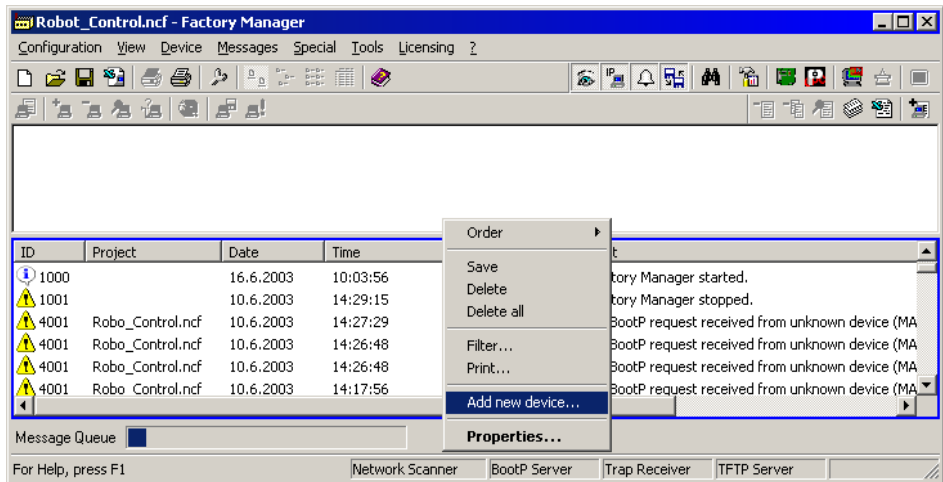 Robot_Control.ncf - Factory Manager
Configuration View Device Messages Special Tools Licensing ?
IP
ID Project Date Time t
1000 16.6.2003 10:03:56 tory Manager started.
1001 10.6.2003 14:29:15 tory Manager stopped.
4001 Robo_Control.ncf 10.6.2003 14:27:29 BootP request received from unknown device (MA
4001 Robo_Control.ncf 10.6.2003 14:26:48 BootP request received from unknown device (MA
4001 Robo_Control.ncf 10.6.2003 14:26:48 BootP request received from unknown device (MA
4001 Robo_Control.ncf 10.6.2003 14:17:56 BootP request received from unknown device (MA
Order
Save
Delete
Delete all
Filter...
Print...
Add new device...
Properties...
Message Queue
For Help, press F1 Network Scanner BootP Server Trap Receiver TFTP Server